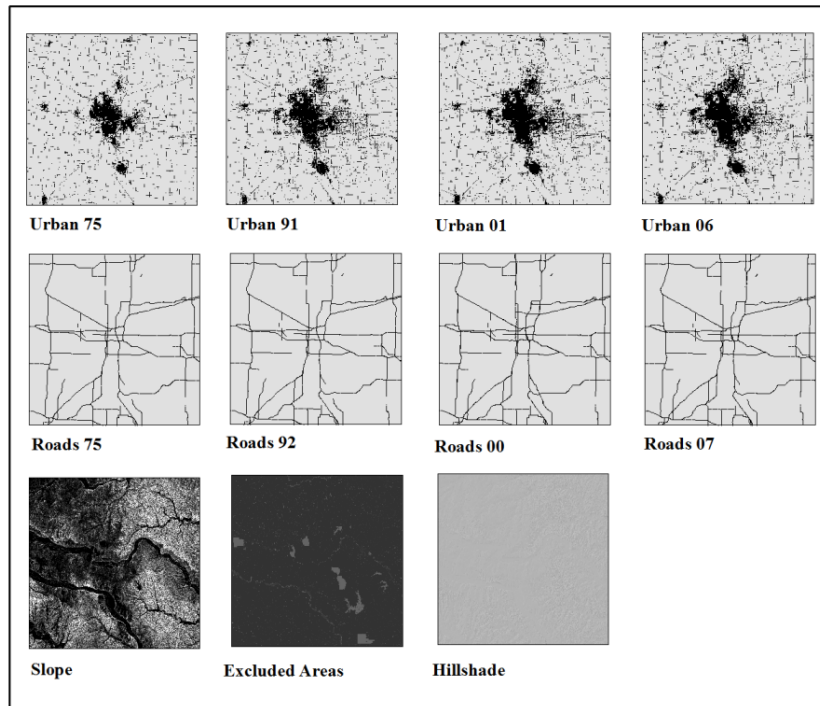 Urban 75
Urban 91
Urban 01
Urban 06
Roads 75
Roads 92
Roads 00
Roads 07
Slope
Excluded Areas
Hillshade